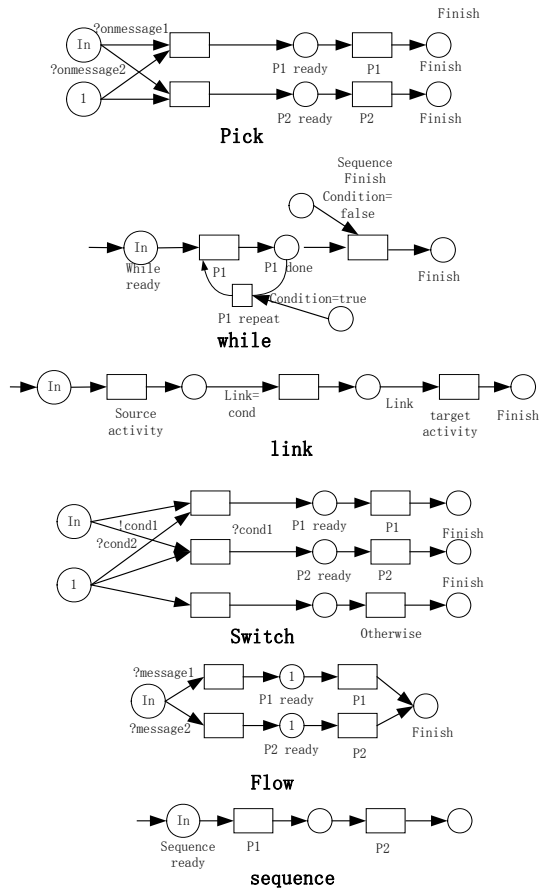 Finish
?onmessage1
In
?onmessage2
P1 ready
P1
Finish
1
P2 ready
P2
Finish
Pick
Sequence
Finish
Condition=
false
In
While
ready
P1
P1 done
Finish
Condition=true
P1 repeat
while
In
Source
activity
Link=
cond
Link
target
activity
Finish
link
In
!cond1
?cond1
?cond2
P1 ready
P1
Finish
1
P2 ready
P2
Finish
Otherwise
Switch
?message1
In
1
P1 ready
P1
?message2
1
Finish
P2 ready
P2
Flow
In
Sequence
ready
P1
P2
sequence